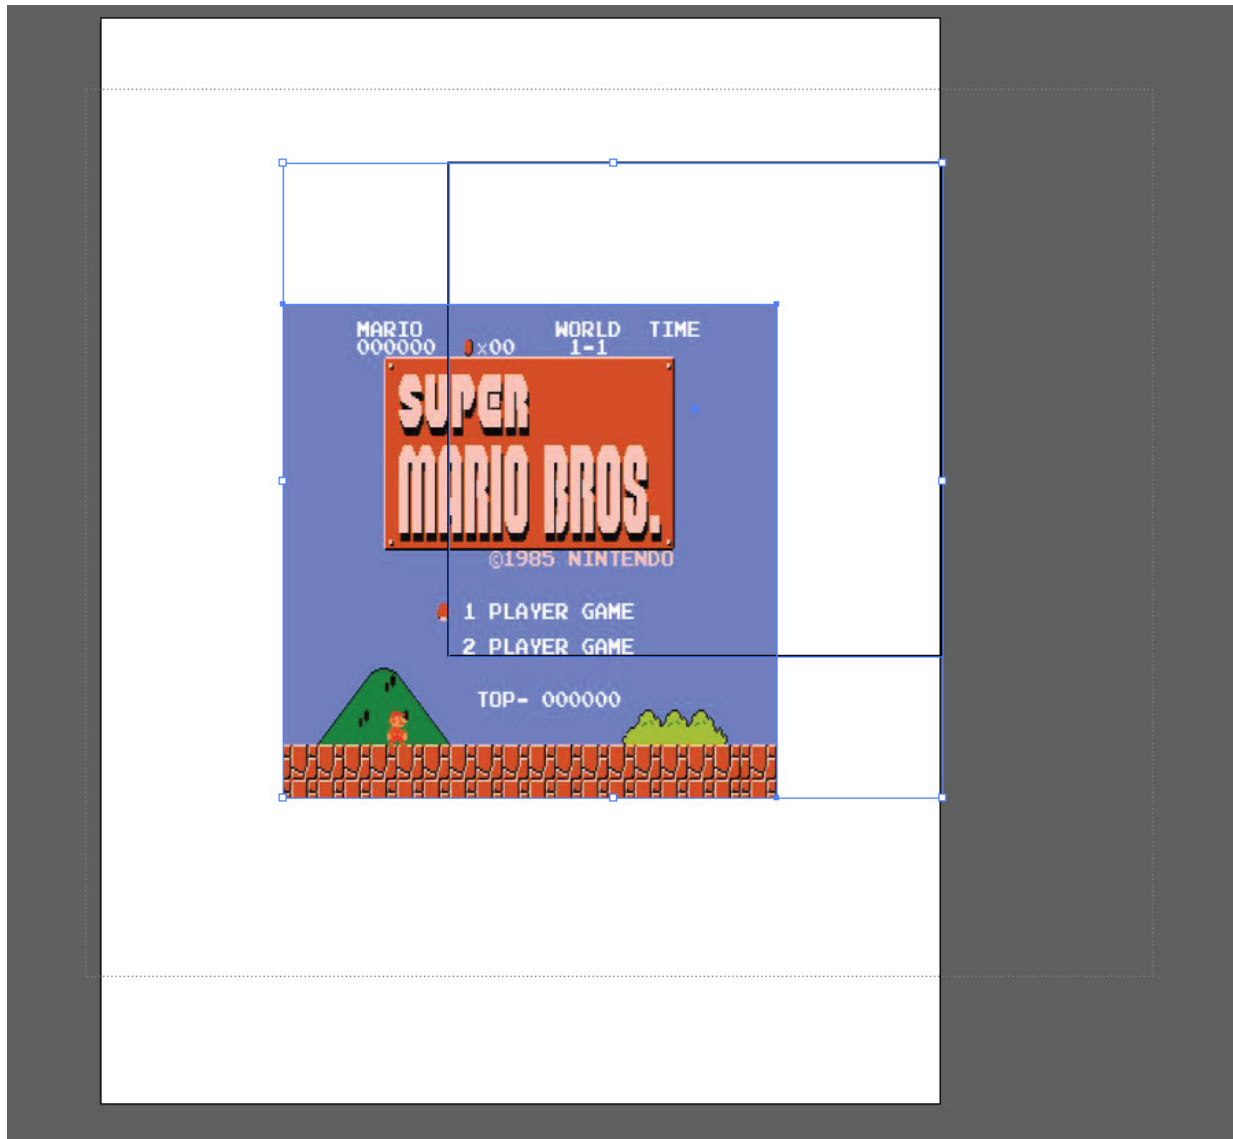 MARIO WORLD TIME
000000 x00 1-1
SUPER
MARIO BROS.
©1985 NINTENDO
1 PLAYER GAME
2 PLAYER GAME
TOP- 000000